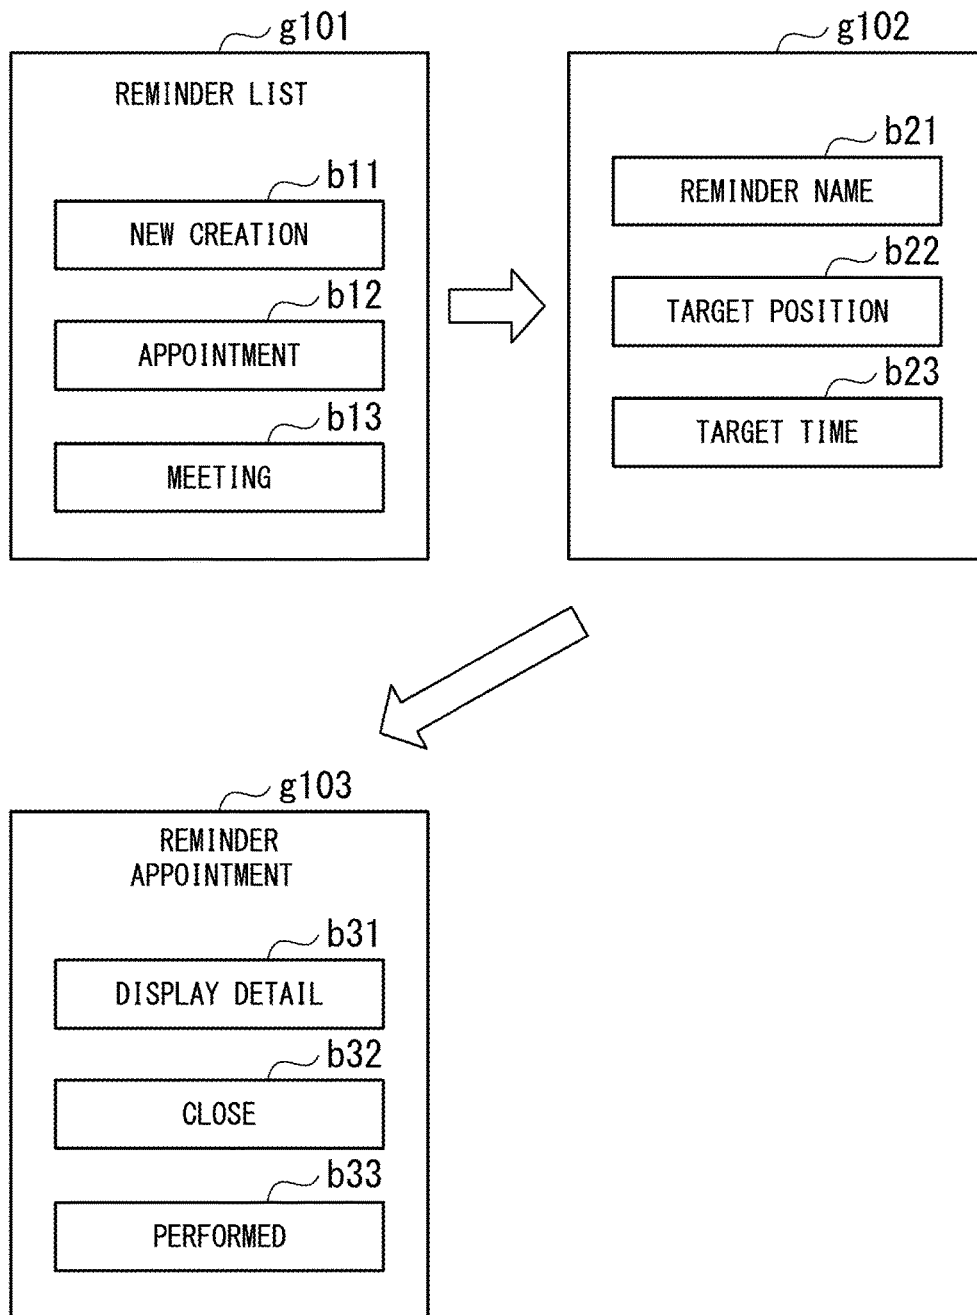 g101
REMINDER LIST
b11
NEW CREATION
b12
APPOINTMENT
b13
MEETING
g102
b21
REMINDER NAME
b22
TARGET POSITION
b23
TARGET TIME
g103
REMINDER
APPOINTMENT
b31
DISPLAY DETAIL
b32
CLOSE
b33
PERFORMED